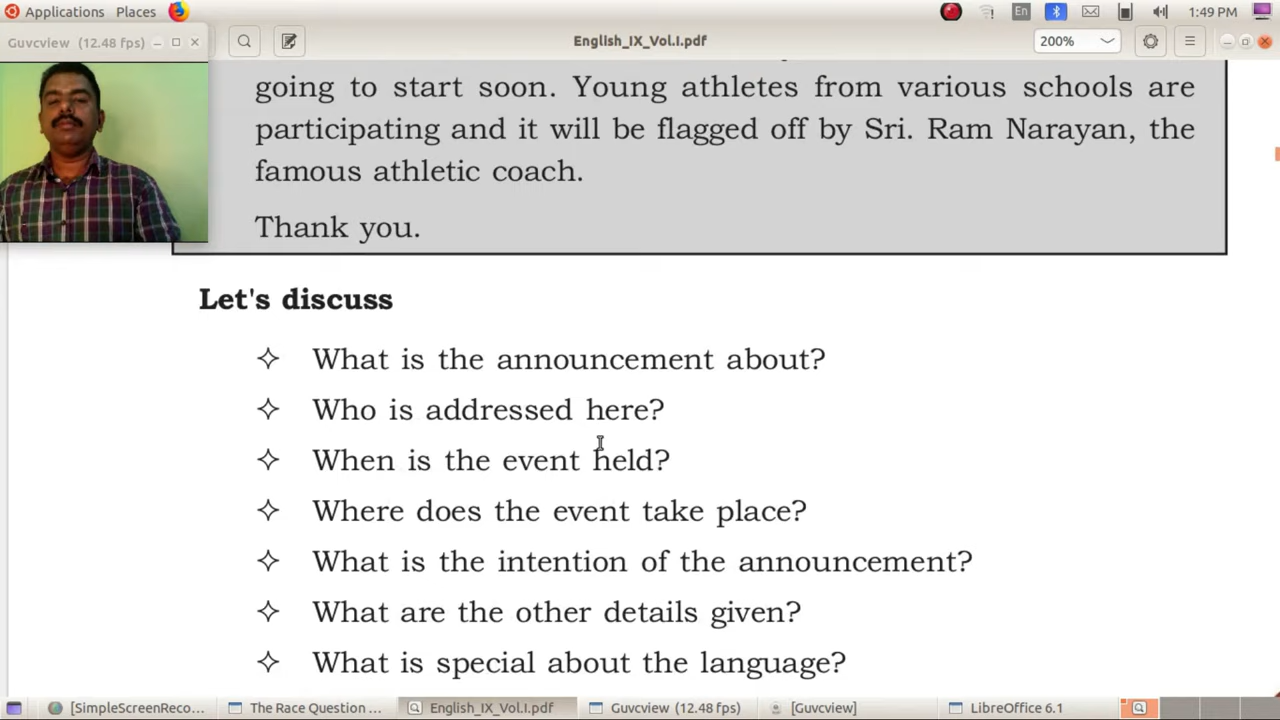 Applications Places En 1:49 PM
Guvcview (12.48 fps)
English_IX_Vol.I.pdf
200%
going to start soon. Young athletes from various schools are
participating and it will be flagged off by Sri. Ram Narayan, the
famous athletic coach.
Thank you.
Let's discuss
What is the announcement about?
Who is addressed here?
When is the event held?
Where does the event take place?
What is the intention of the announcement?
What are the other details given?
What is special about the language?
[SimpleScreenReco... The Race Question ... English_IX_Vol.I.pdf Guvcview (12.48 fps) [Guvcview] LibreOffice 6.1